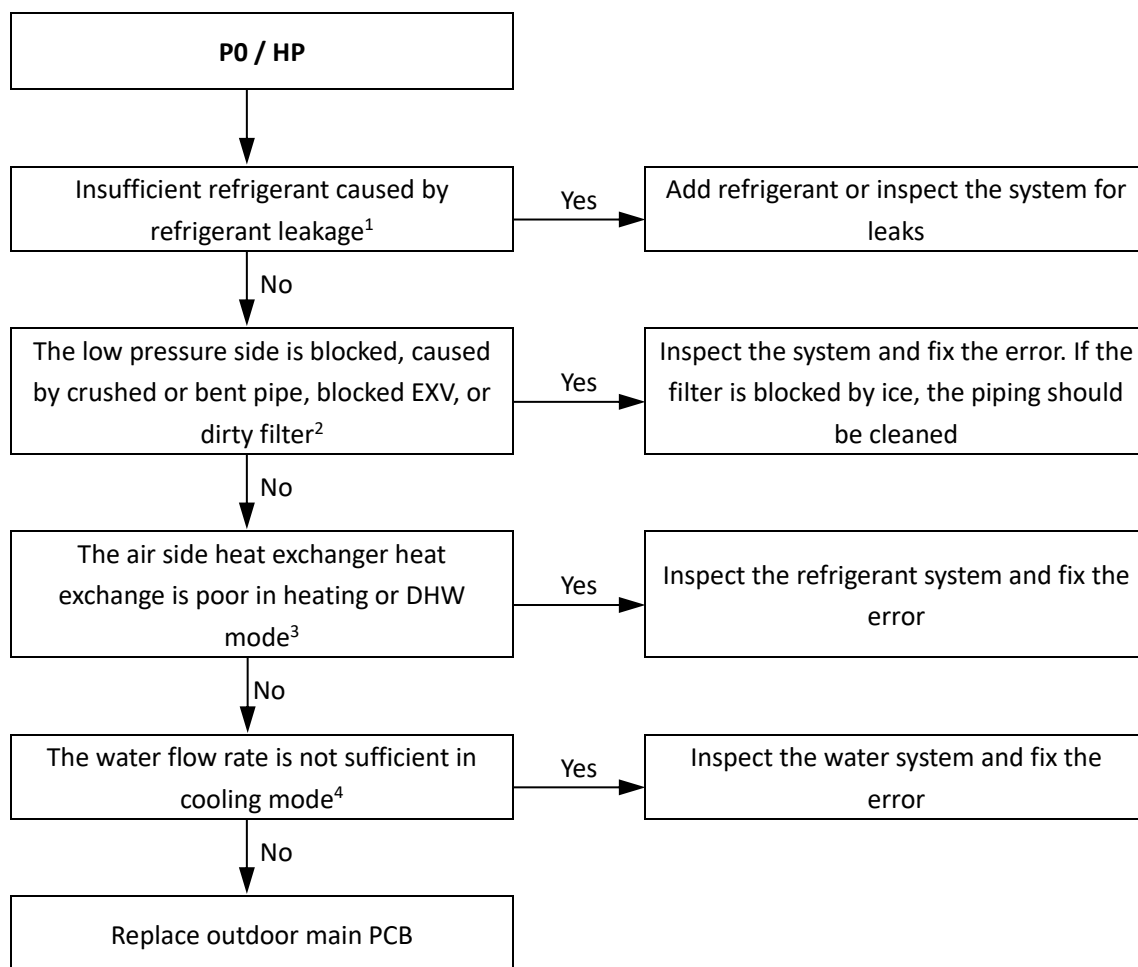 P0 / HP
Insufficient refrigerant caused by
refrigerant leakage1
Yes
Add refrigerant or inspect the system for
leaks
No
The low pressure side is blocked, caused
by crushed or bent pipe, blocked EXV, or
dirty filter2
Yes
Inspect the system and fix the error. If the
filter is blocked by ice, the piping should
be cleaned
No
The air side heat exchanger heat
exchange is poor in heating or DHW
mode3
Yes
Inspect the refrigerant system and fix the
error
No
The water flow rate is not sufficient in
cooling mode4
Yes
Inspect the water system and fix the
error
No
Replace outdoor main PCB